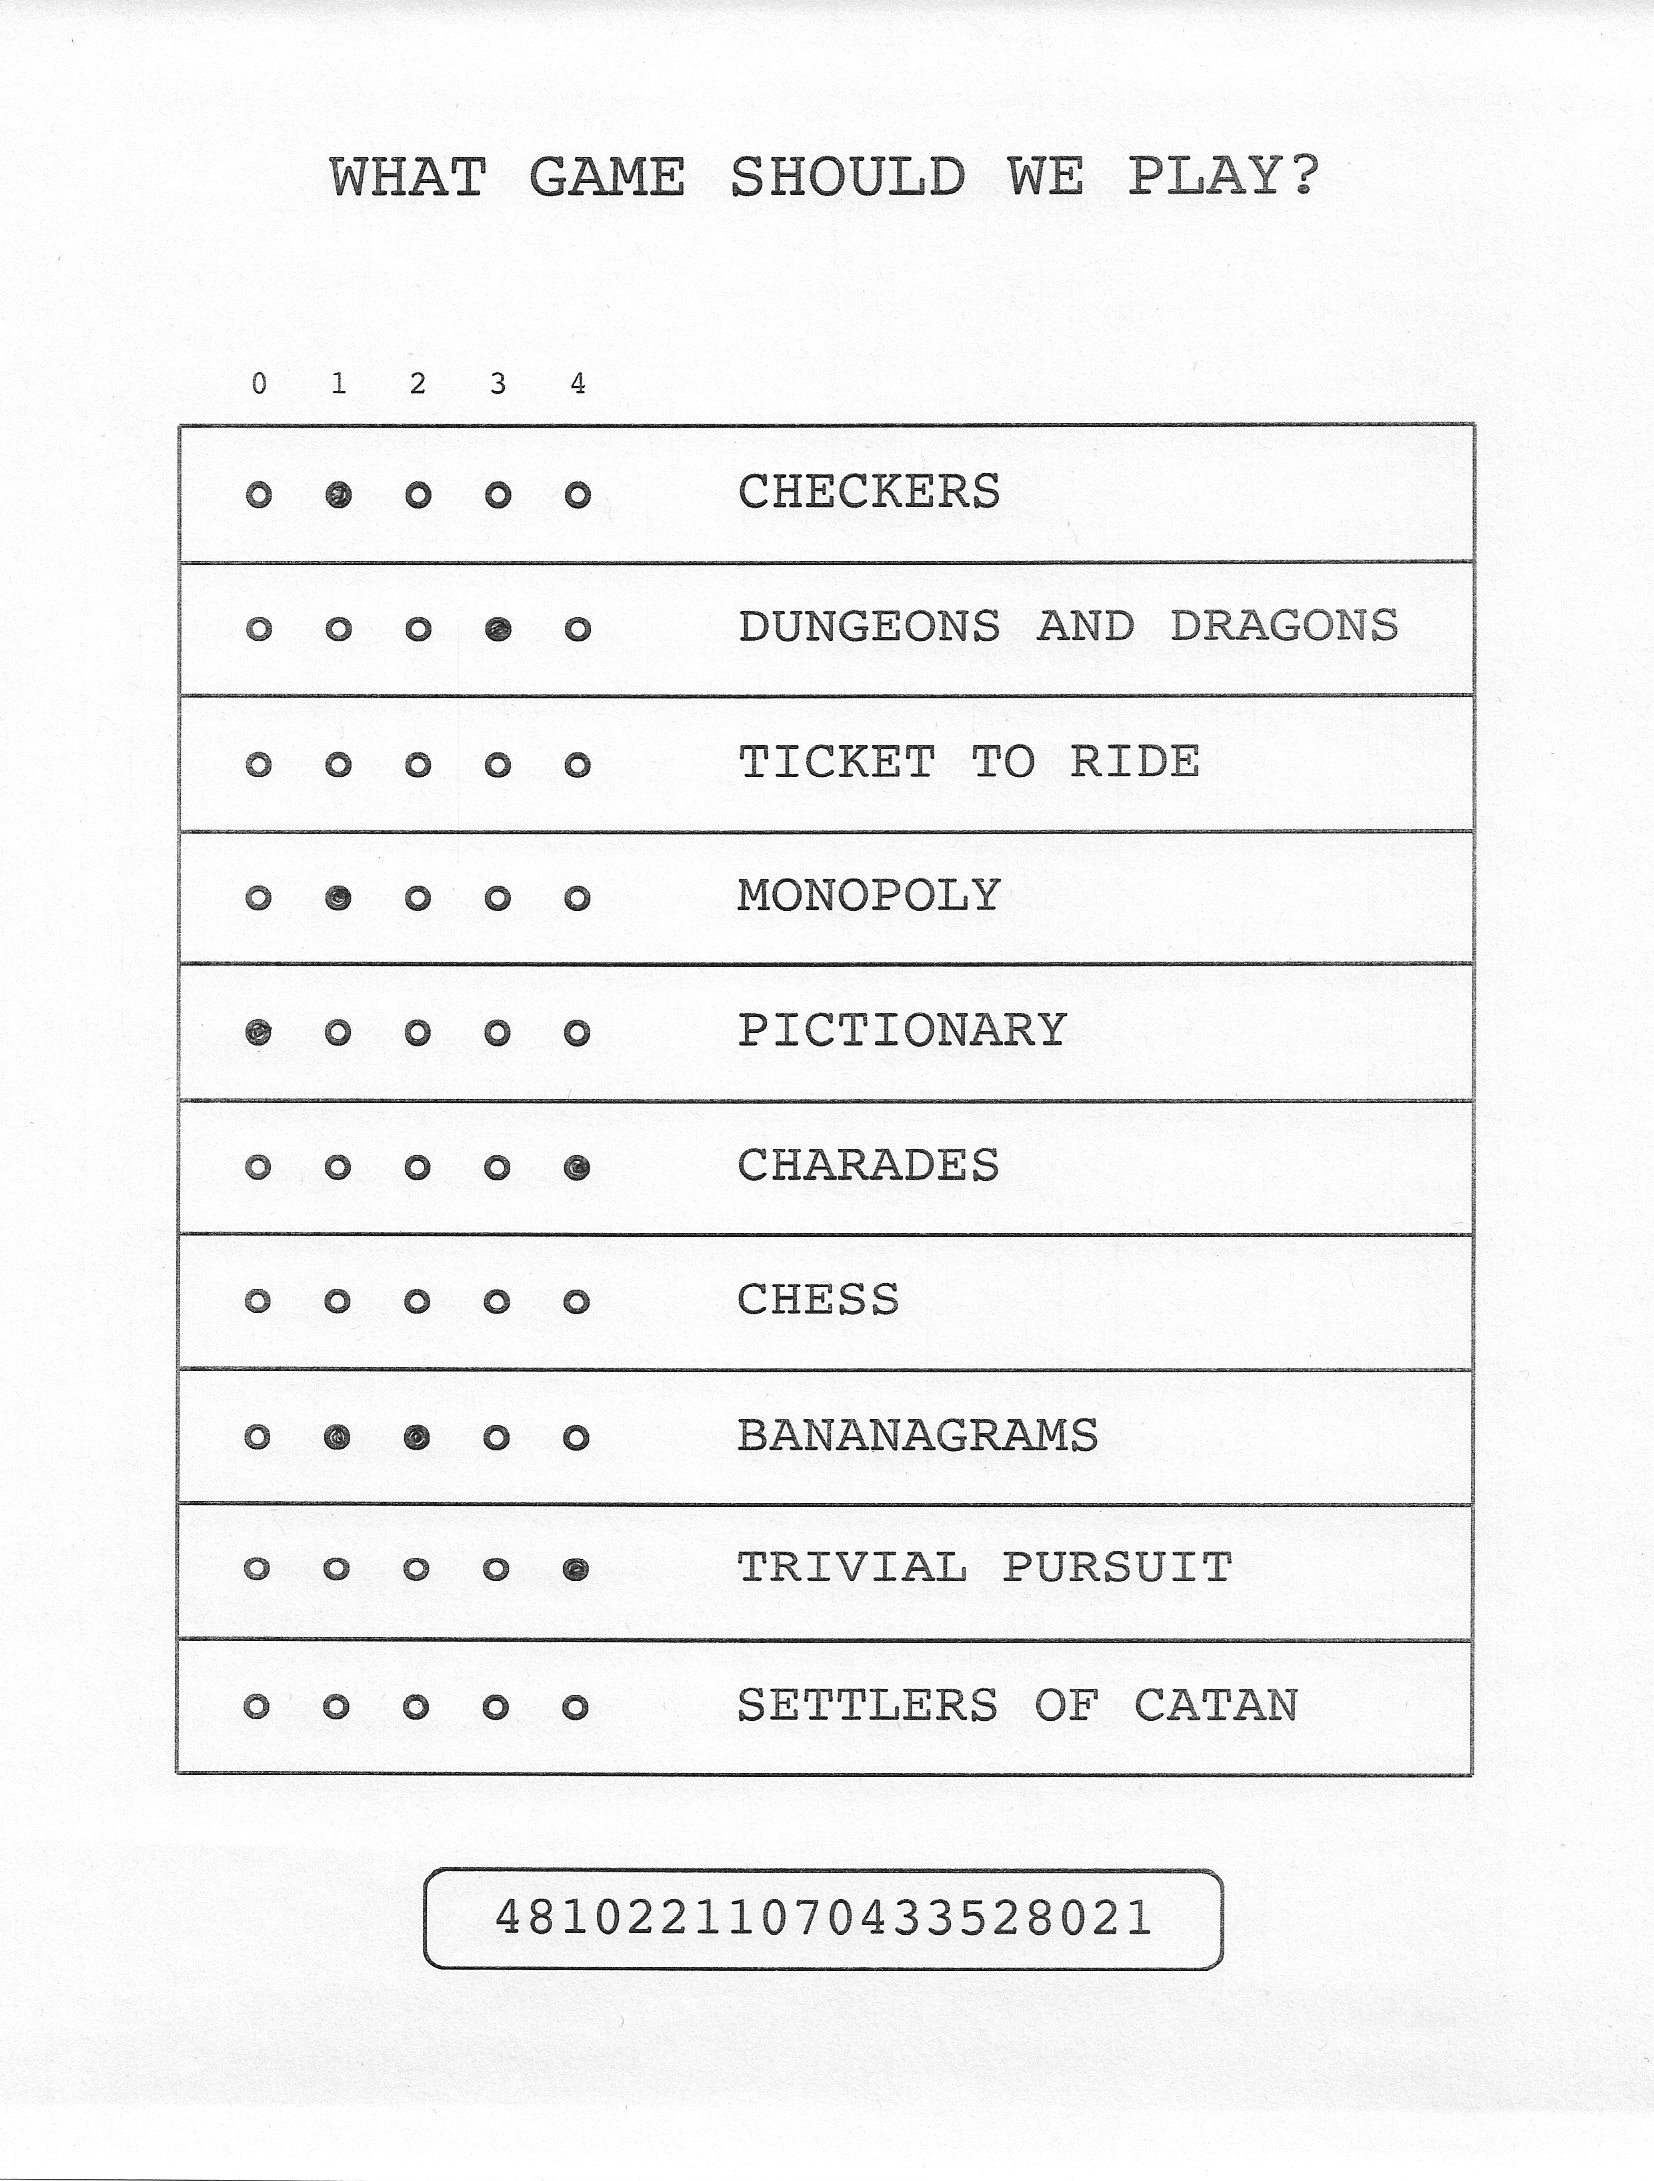 WHAT GAME SHOULD WE PLAY?
0 1 2 3 4
CHECKERS
DUNGEONS AND DRAGONS
TICKET TO RIDE
MONOPOLY
PICTIONARY
CHARADES
CHESS
BANANAGRAMS
TRIVIAL PURSUIT
SETTLERS OF CATAN
48102211070433528021